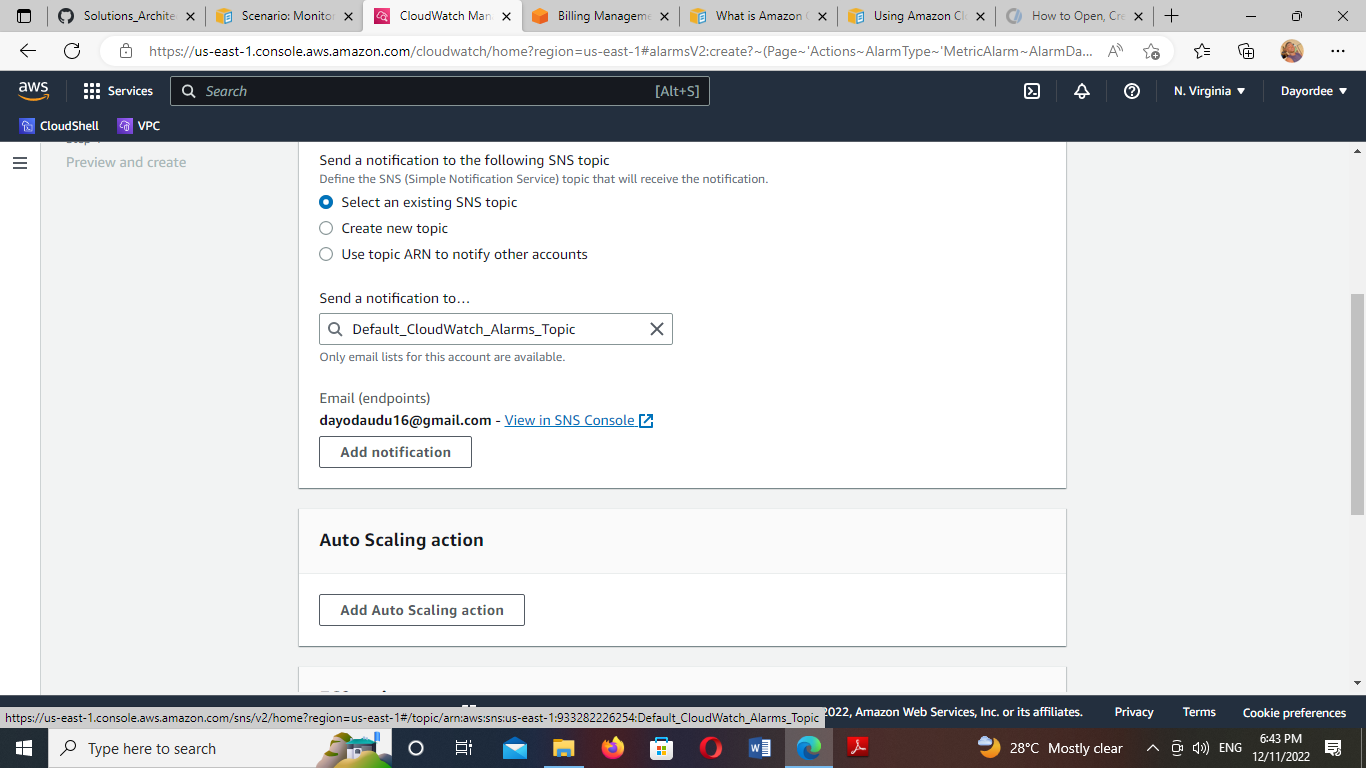 Solutions_Archite
Scenario: Monitor
CloudWatch Man
Billing Manageme
What is Amazon C
Using Amazon Cl
How to Open, Cre
https://us-east-1.console.aws.amazon.com/cloudwatch/home?region=us-east-1#alarmsV2:create?~(Page~'Actions~AlarmType~'MetricAlarm~AlarmDa...
aws
Services
Search
[Alt+S]
N. Virginia
Dayordee
CloudShell
VPC
Preview and create
Send a notification to the following SNS topic
Define the SNS (Simple Notification Service) topic that will receive the notification.
Select an existing SNS topic
Create new topic
Use topic ARN to notify other accounts
Send a notification to…
Default_CloudWatch_Alarms_Topic
Only email lists for this account are available.
Email (endpoints)
dayodaudu16@gmail.com - View in SNS Console
Add notification
Auto Scaling action
Add Auto Scaling action
https://us-east-1.console.aws.amazon.com/sns/v2/home?region=us-east-1#/topic/arn:aws:sns:us-east-1:933282226254:Default_CloudWatch_Alarms_Topic
2022, Amazon Web Services, Inc. or its affiliates.
Privacy
Terms
Cookie preferences
Type here to search
28°C Mostly clear
ENG
6:43 PM
12/11/2022